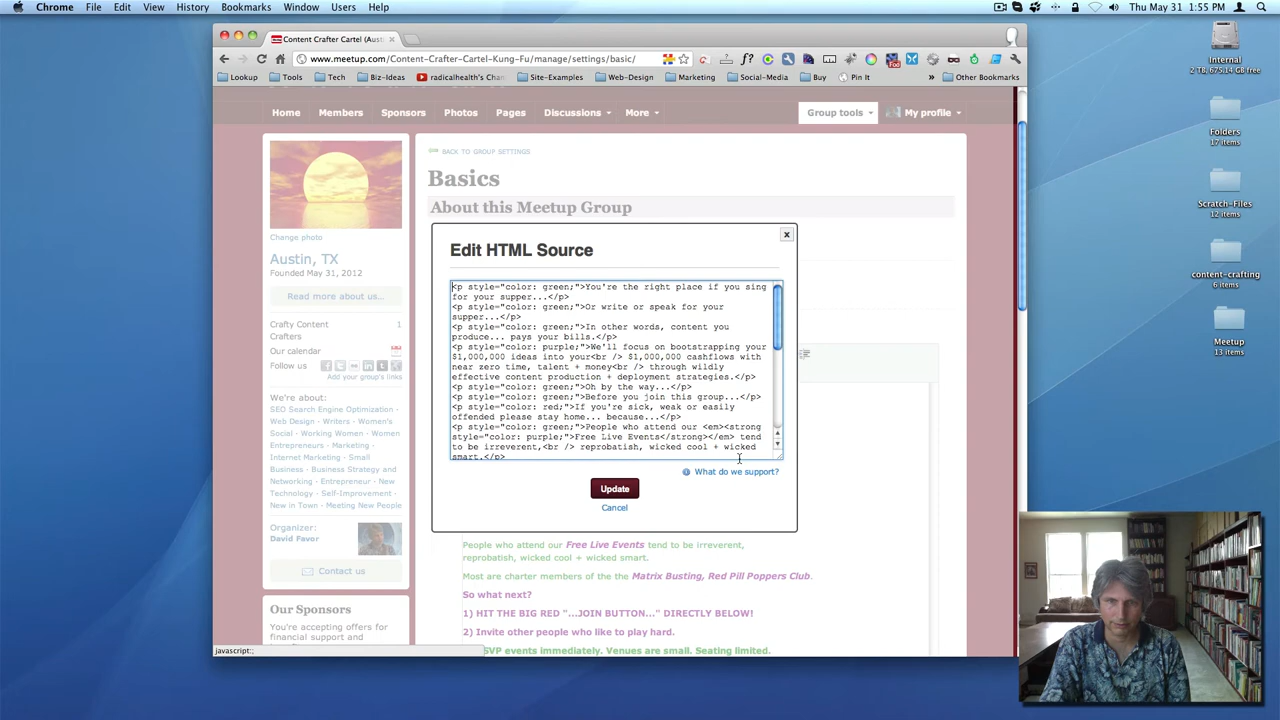 Chrome File Edit View History Bookmarks Window Users Help
Thu May 31 1:55 PM
Content Crafter Cartel (Aust
www.meetup.com/Content-Crafter-Cartel-Kung-Fu/manage/settings/basic/
Lookup Tools Tech Biz-Ideas radicalhealth's Chan Site-Examples Web-Design Marketing Social-Media Buy Pin It » Other Bookmarks
Home Members Sponsors Photos Pages Discussions More Group tools My profile
Change photo
Austin, TX
Founded May 31, 2012
Read more about us...
Crafty Content Crafters 1
Our calendar
Follow us
Add your group's links
We're about:
SEO Search Engine Optimization ·
Web Design · Writers · Women's
Social · Working Women · Women
Entrepreneurs · Marketing ·
Internet Marketing · Small
Business · Business Strategy and
Networking · Entrepreneur · New
Technology · Self-Improvement ·
New in Town · Meeting New People
Organizer:
David Favor
Contact us
Our Sponsors
You're accepting offers for
financial support and
BACK TO GROUP SETTINGS
Basics
About this Meetup Group
Edit HTML Source
x
<p style="color: green;">You're the right place if you sing
for your supper...</p>
<p style="color: green;">Or write or speak for your
supper...</p>
<p style="color: green;">In other words, content you
produce... pays your bills.</p>
<p style="color: purple;">We'll focus on bootstrapping your
$1,000,000 ideas into your<br /> $1,000,000 cashflows with
near zero time, talent + money<br /> through wildly
effective content production + deployment strategies.</p>
<p style="color: green;">Oh by the way...</p>
<p style="color: green;">Before you join this group...</p>
<p style="color: red;">If you're sick, weak or easily
offended please stay home... because...</p>
<p style="color: green;">People who attend our <em><strong
style="color: purple;">Free Live Events</strong></em> tend
to be irreverent,<br /> reprobatish, wicked cool + wicked
smart.</p>
What do we support?
Update
Cancel
People who attend our Free Live Events tend to be irreverent,
reprobatish, wicked cool + wicked smart.
Most are charter members of the the Matrix Busting, Red Pill Poppers Club.
So what next?
1) HIT THE BIG RED "...JOIN BUTTON..." DIRECTLY BELOW!
2) Invite other people who like to play hard.
SVP events immediately. Venues are small. Seating limited.
javascript:;
Internal
2 TB, 675.14 GB free
Folders
17 items
Scratch-Files
12 items
content-crafting
6 items
Meetup
13 items